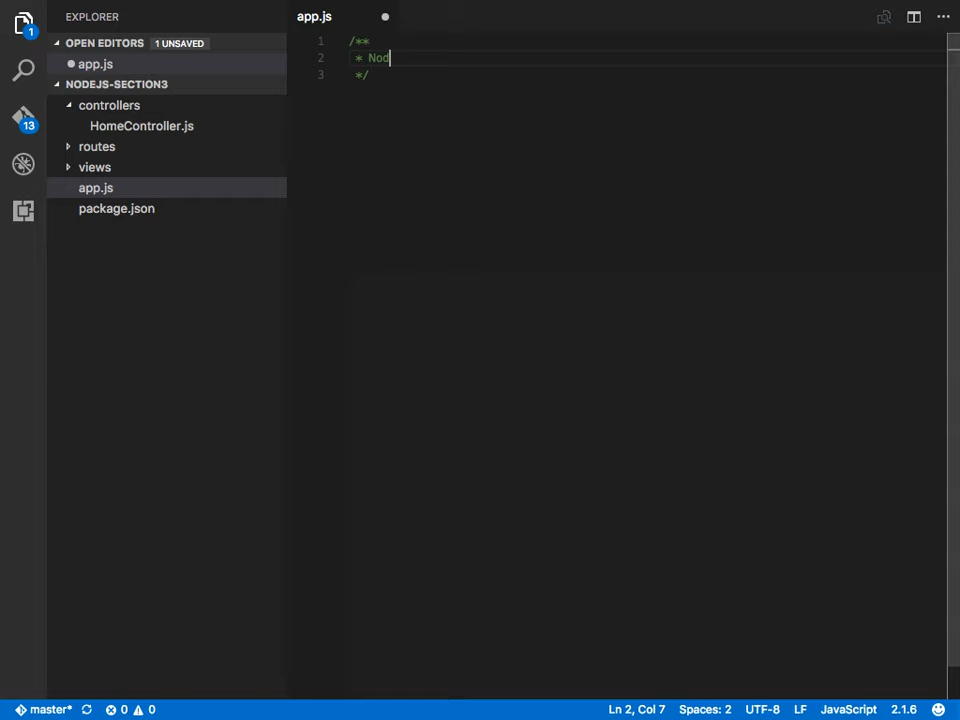 EXPLORER
app.js
1
OPEN EDITORS 1 UNSAVED
app.js
NODEJS-SECTION3
controllers
HomeController.js
13
routes
views
app.js
package.json
1 /**
2 * Nod
3 */
master* 0 0
Ln 2, Col 7 Spaces: 2 UTF-8 LF JavaScript 2.1.6